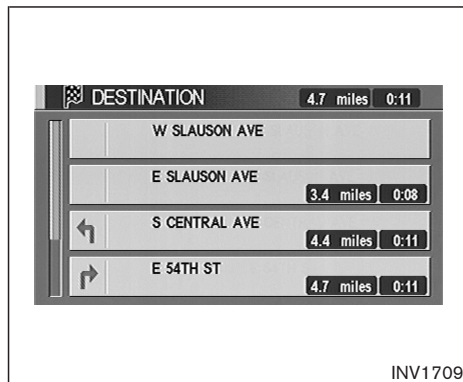 DESTINATION 4.7 miles 0:11
W SLAUSON AVE
E SLAUSON AVE
3.4 miles 0:08
S CENTRAL AVE
4.4 miles 0:11
E 54TH ST
4.7 miles 0:11
INV1709